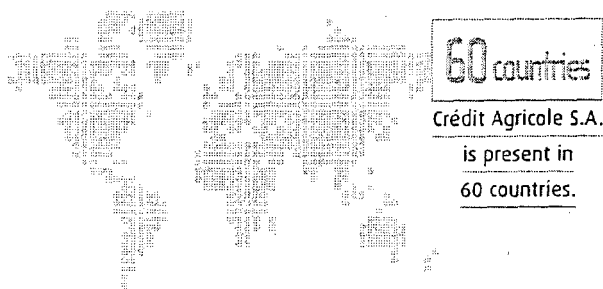 60 countries
Crédit Agricole S.A.
is present in
60 countries.